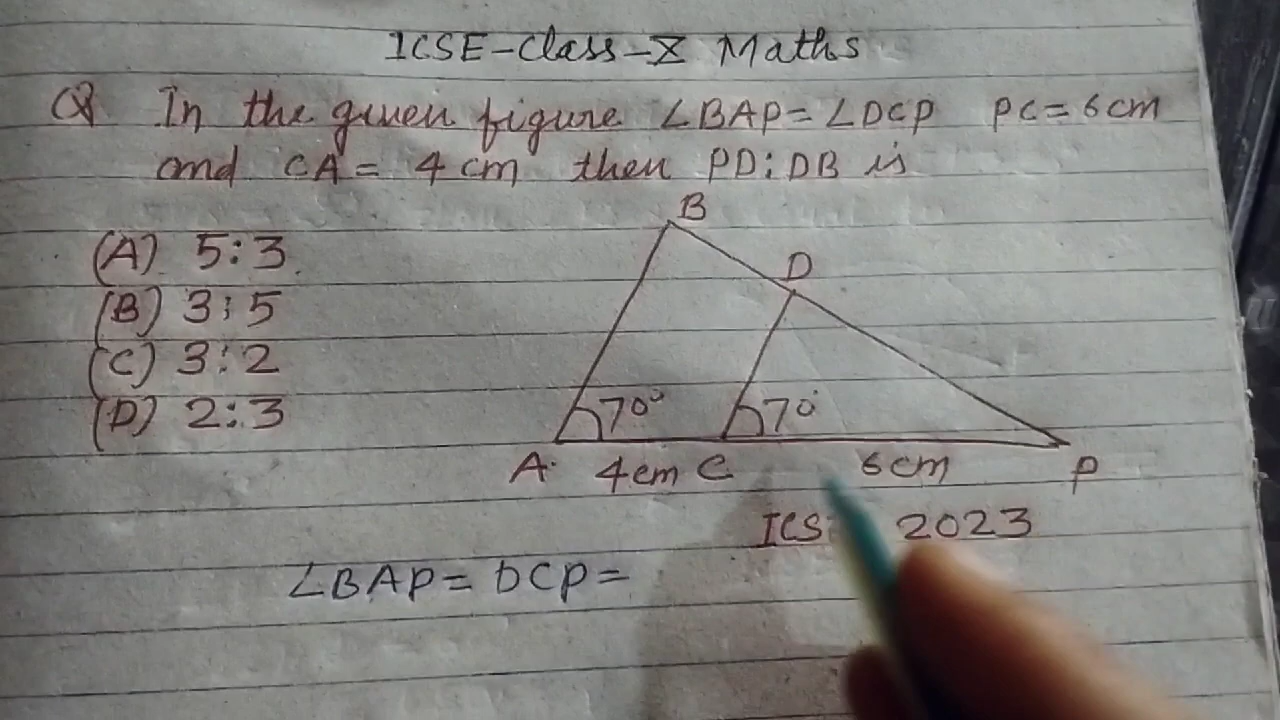 ICSE-Class-X Maths
Q In the given figure ∠BAP = ∠DCP PC = 6cm
and CA = 4 cm then PD:DB is
(A) 5:3
(B) 3:5
(C) 3:2
(D) 2:3
B
D
70° 70°
A 4cm C 6cm P
ICS 2023
∠BAP = DCP =